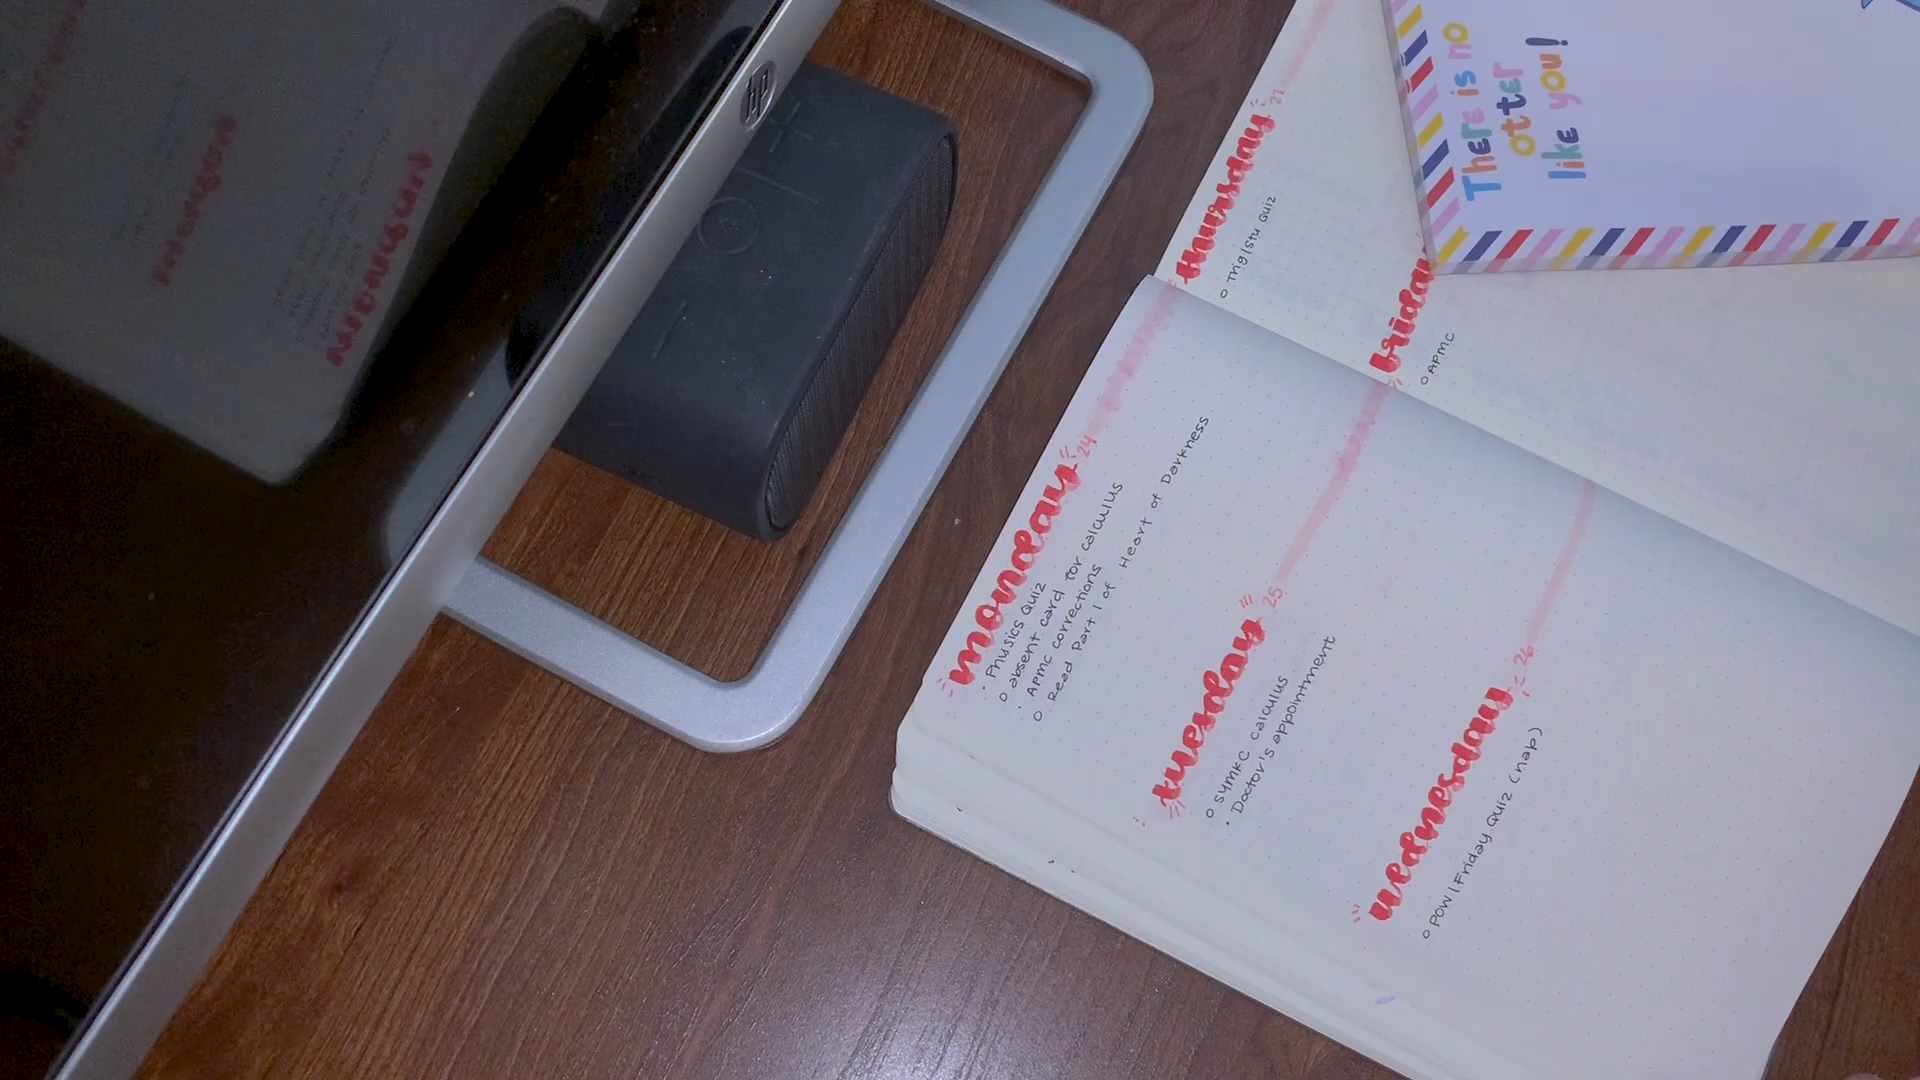 monday 24
• Physics Quiz
o absent card for calculus
• APMC corrections
o Read Part 1 of Heart of Darkness
tuesday 25
o SYMKC calculus
• Doctor's appointment
wednesday 26
o POW/Friday Quiz (nab)
thursday 27
o Trig/Stu Quiz
friday
o APMC
There is no
otter
like you!
hp